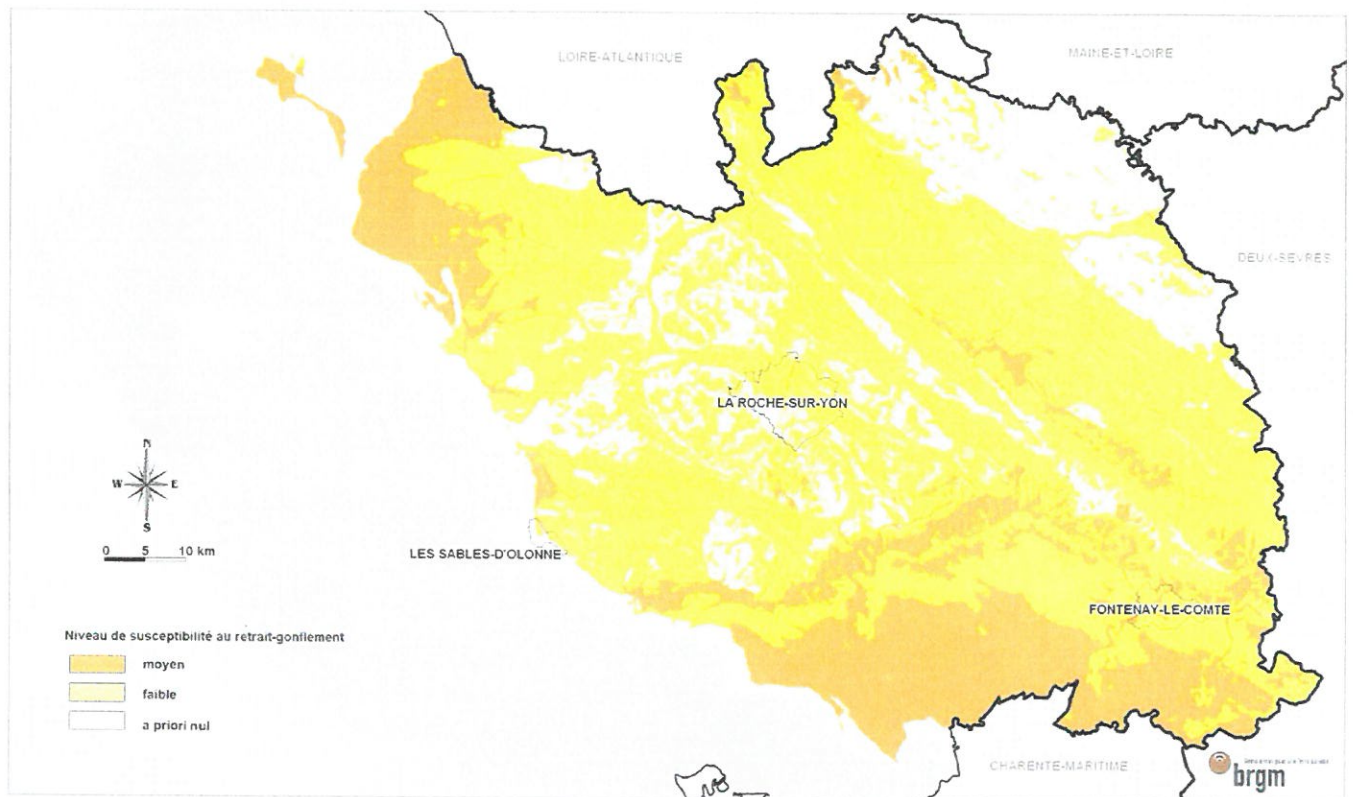 LOIRE-ATLANTIQUE
MAINE-ET-LOIRE
DEUX-SÈVRES
LA ROCHE-SUR-YON
N
W E
S
0 5 10 km
LES SABLES-D'OLONNE
FONTENAY-LE-COMTE
Niveau de susceptibilité au retrait-gonflement
moyen
faible
a priori nul
CHARENTE-MARITIME
brgm